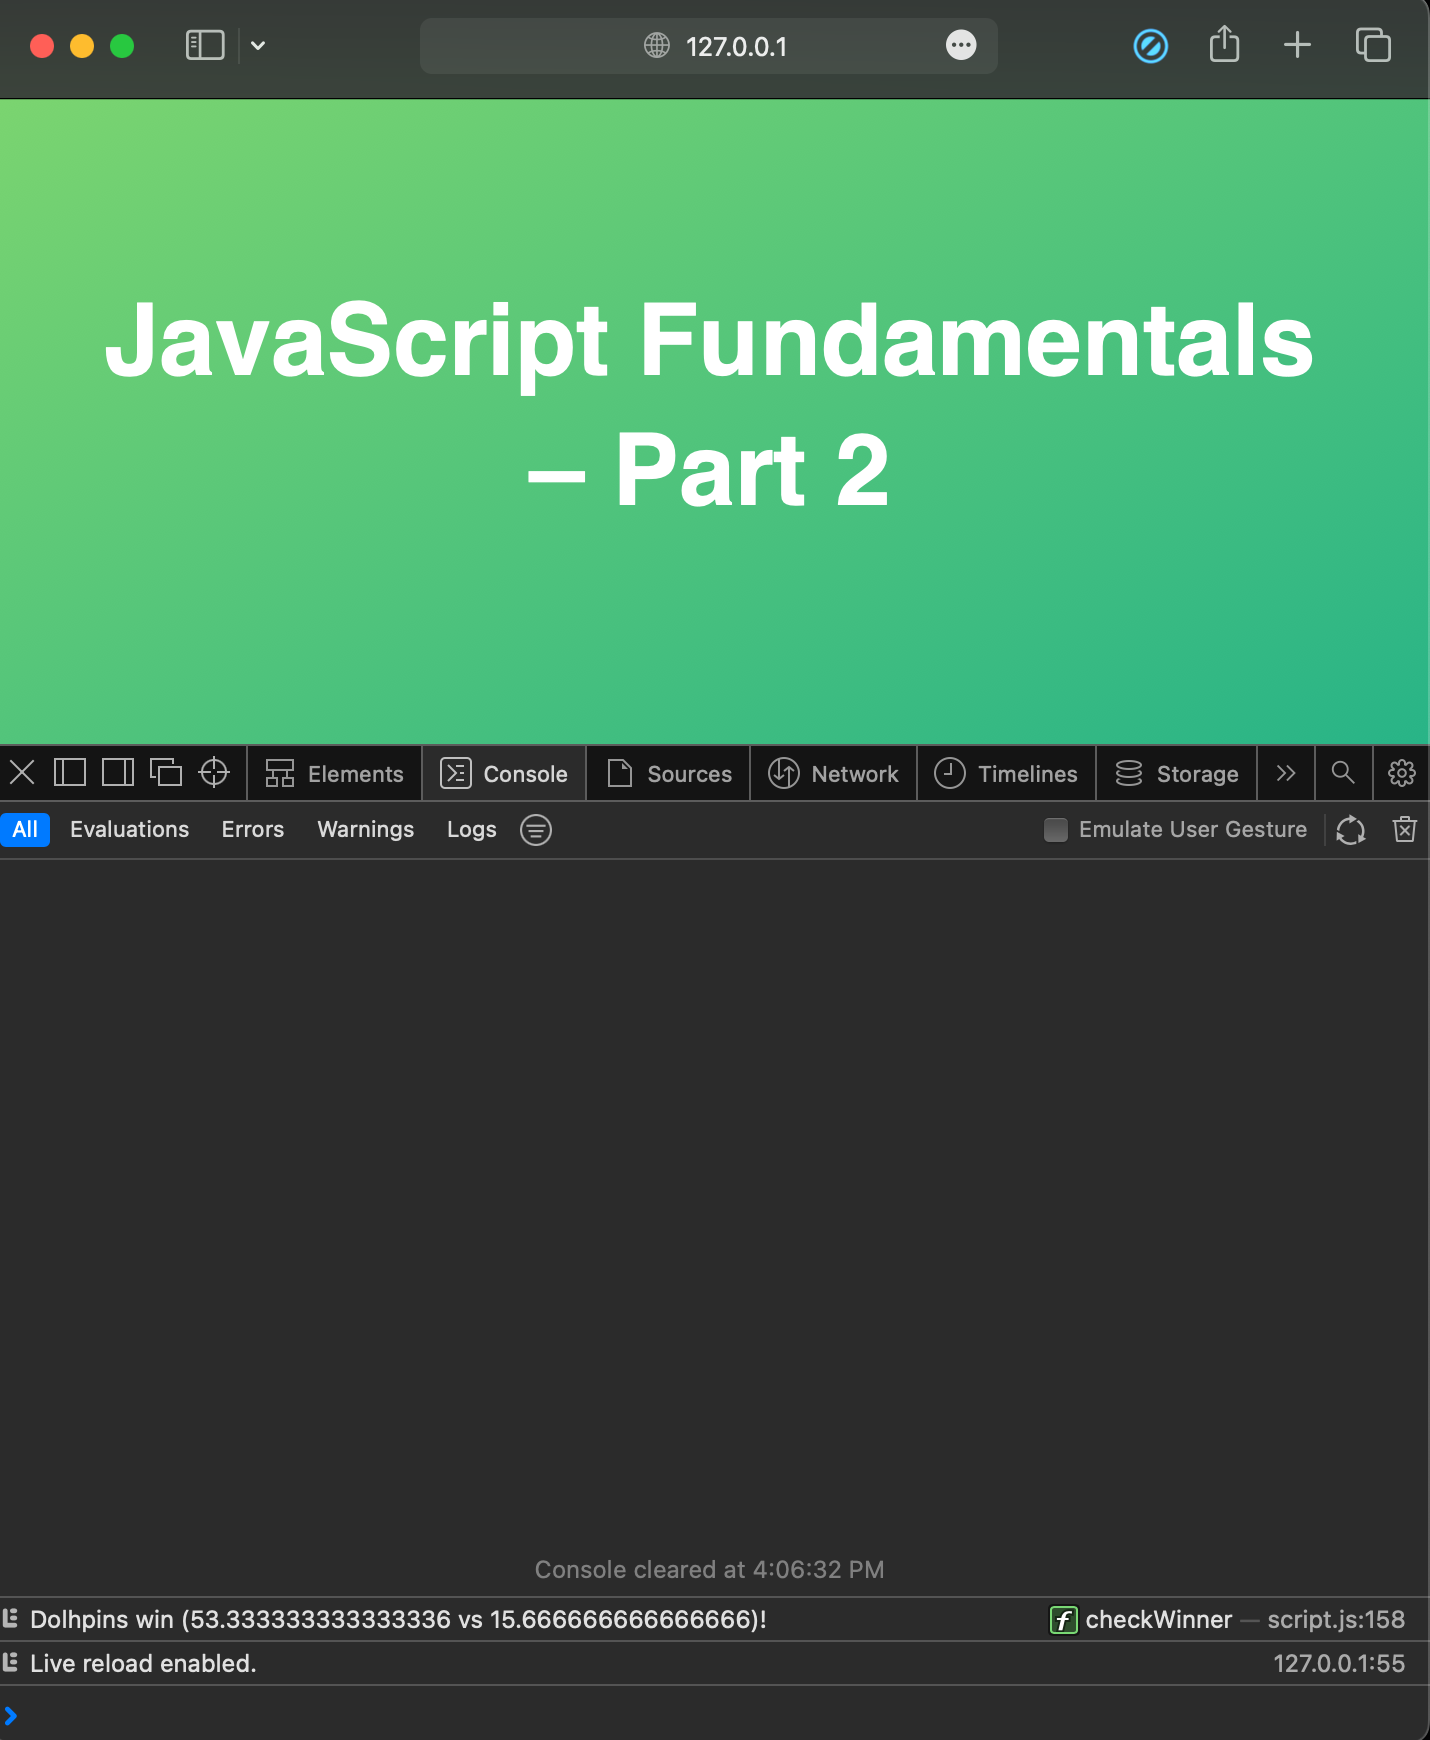 127.0.0.1
JavaScript Fundamentals
– Part 2
Elements Console Sources Network Timelines Storage
All Evaluations Errors Warnings Logs Emulate User Gesture
Console cleared at 4:06:32 PM
Dolhpins win (53.333333333333336 vs 15.666666666666666)! f checkWinner — script.js:158
Live reload enabled. 127.0.0.1:55